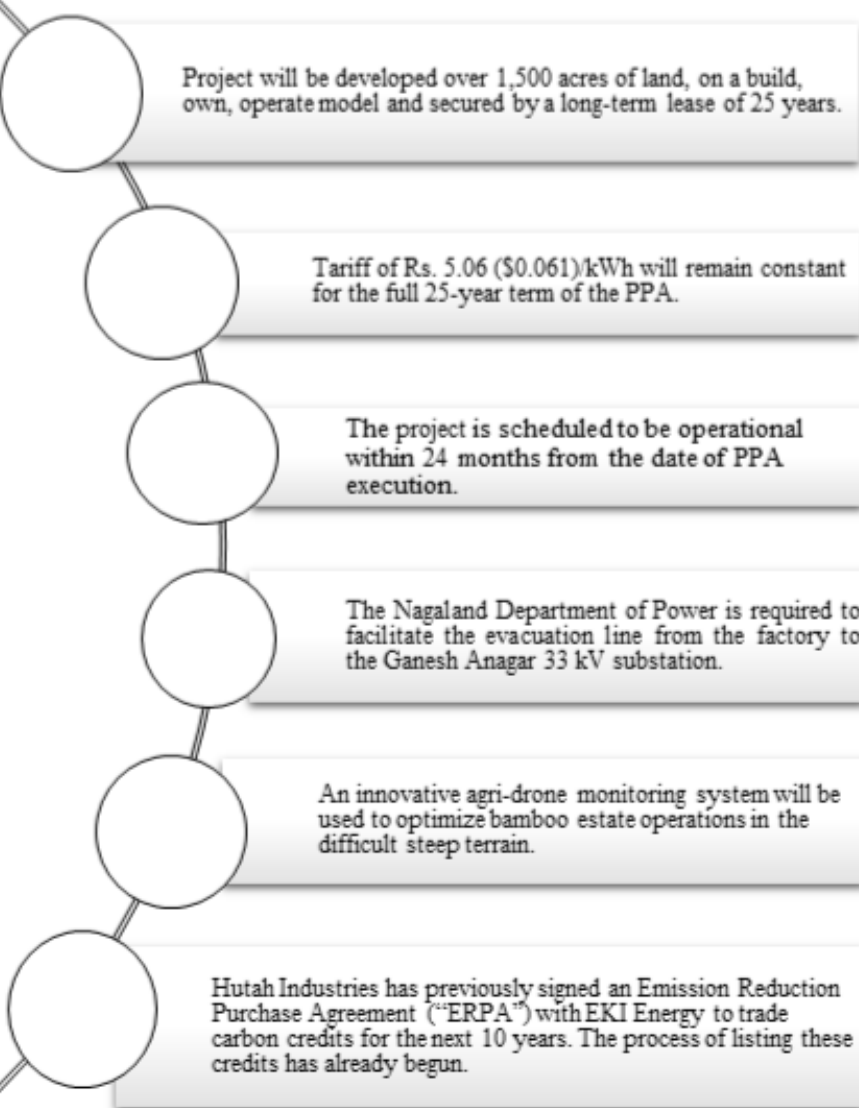 Project will be developed over 1,500 acres of land, on a build,
own, operate model and secured by a long-term lease of 25 years.
Tariff of Rs. 5.06 ($0.061)/kWh will remain constant
for the full 25-year term of the PPA.
The project is scheduled to be operational
within 24 months from the date of PPA
execution.
The Nagaland Department of Power is required to
facilitate the evacuation line from the factory to
the Ganesh Anagar 33 kV substation.
An innovative agri-drone monitoring system will be
used to optimize bamboo estate operations in the
difficult steep terrain.
Hutah Industries has previously signed an Emission Reduction
Purchase Agreement (“ERPA”) with EKI Energy to trade
carbon credits for the next 10 years. The process of listing these
credits has already begun.